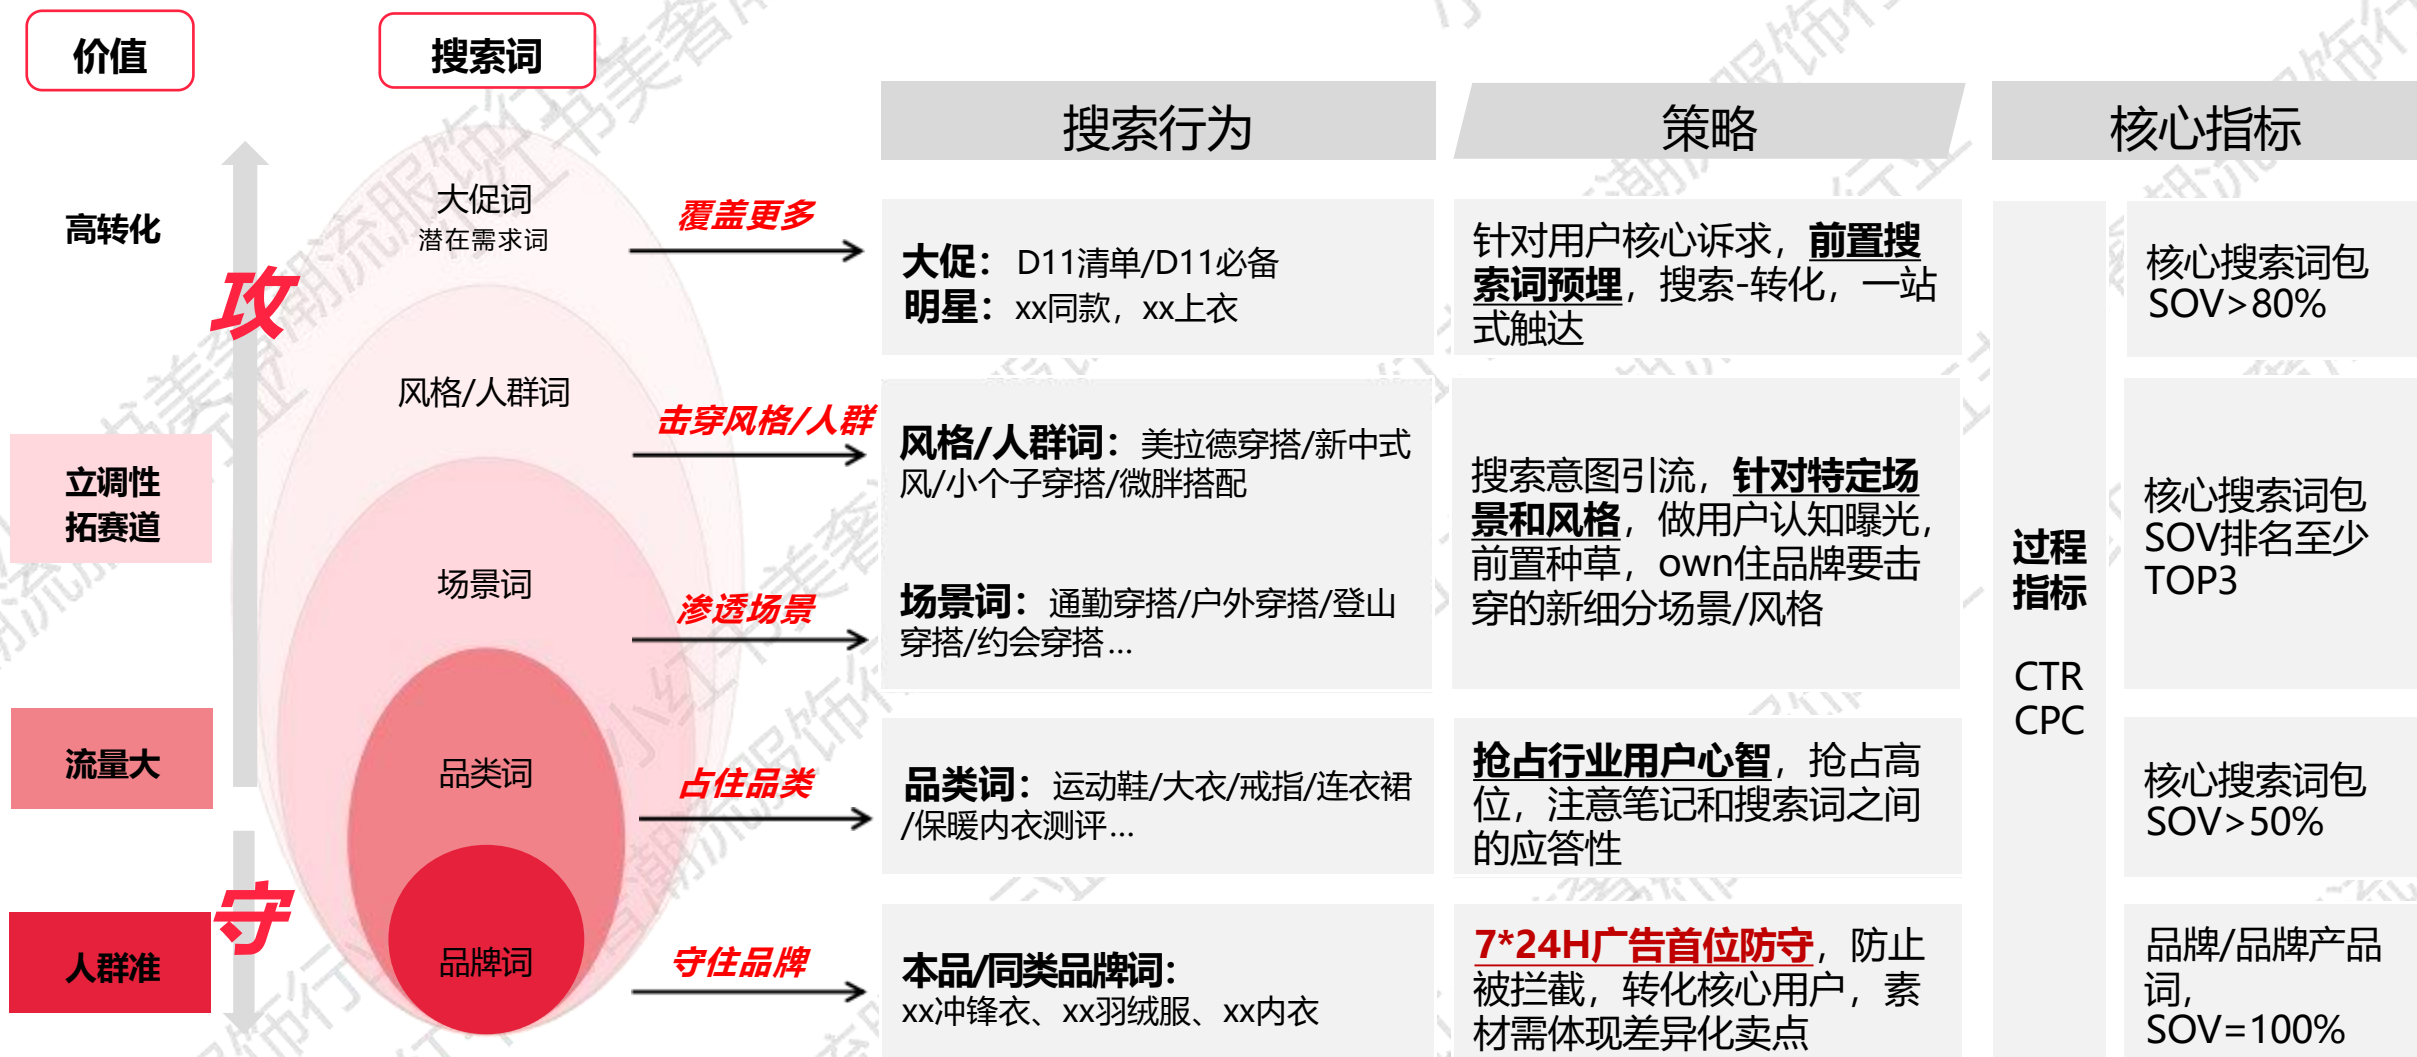 价值
搜索词
搜索行为
策略
核心指标
高转化
攻
大促词
潜在需求词
覆盖更多
大促：D11清单/D11必备
明星：xx同款，xx上衣
针对用户核心诉求，前置搜
索词预埋，搜索-转化，一站
式触达
核心搜索词包
SOV>80%
立调性
拓赛道
风格/人群词
击穿风格/人群
风格/人群词：美拉德穿搭/新中式
风/小个子穿搭/微胖搭配
场景词
渗透场景
场景词：通勤穿搭/户外穿搭/登山
穿搭/约会穿搭...
搜索意图引流，针对特定场
景和风格，做用户认知曝光，
前置种草，own住品牌要击
穿的新细分场景/风格
过程
指标
CTR
CPC
核心搜索词包
SOV排名至少
TOP3
流量大
品类词
占住品类
品类词：运动鞋/大衣/戒指/连衣裙
/保暖内衣测评...
抢占行业用户心智，抢占高
位，注意笔记和搜索词之间
的应答性
核心搜索词包
SOV>50%
守
人群准
品牌词
守住品牌
本品/同类品牌词：
xx冲锋衣、xx羽绒服、xx内衣
7*24H广告首位防守，防止
被拦截，转化核心用户，素
材需体现差异化卖点
品牌/品牌产品
词，
SOV=100%
小红书美奢潮流服饰行业